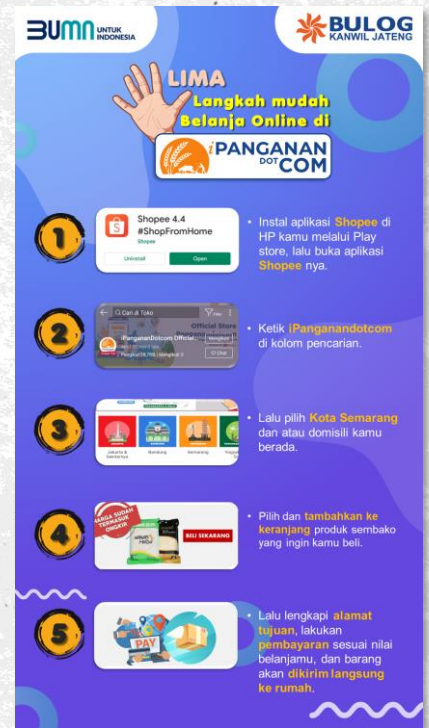 BUMN UNTUK
INDONESIA
BULOG
KANWIL JATENG
LIMA
Langkah mudah
Belanja Online di
iPANGANAN
DOT COM
1
Shopee 4.4
#ShopFromHome
Shopee
Uninstall
Open
• Instal aplikasi Shopee di
HP kamu melalui Play
store, lalu buka aplikasi
Shopee nya.
2
Cari di Toko
Official Store
iPangananDotcom Official
Mengikuti
Chat
• Ketik iPanganandotcom
di kolom pencarian.
3
Jakarta &
Bandung
Semarang
• Lalu pilih Kota Semarang
dan atau domisili kamu
berada.
4
HARGA SUDAH
TERMASUK
ONGKIR
BELI SEKARANG
• Pilih dan tambahkan ke
keranjang produk sembako
yang ingin kamu beli.
5
PAY
• Lalu lengkapi alamat
tujuan, lakukan
pembayaran sesuai nilai
belanjamu, dan barang
akan dikirim langsung
ke rumah.